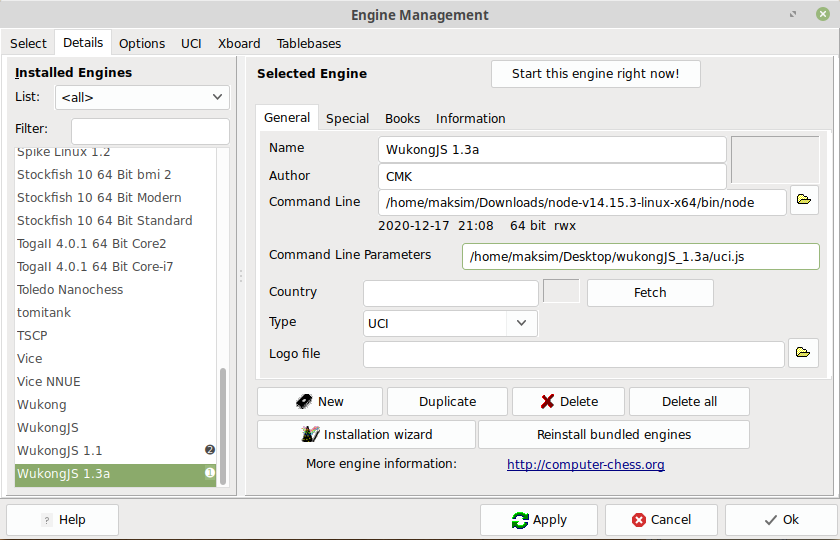 Engine Management
Select Details Options UCI Xboard Tablebases
Installed Engines
List: <all>
Filter:
Spike Linux 1.2
Stockfish 10 64 Bit bmi 2
Stockfish 10 64 Bit Modern
Stockfish 10 64 Bit Standard
TogaII 4.0.1 64 Bit Core2
TogaII 4.0.1 64 Bit Core-i7
Toledo Nanochess
tomitank
TSCP
Vice
Vice NNUE
Wukong
WukongJS
WukongJS 1.1 ❷
WukongJS 1.3a ❶
Selected Engine
Start this engine right now!
General Special Books Information
Name WukongJS 1.3a
Author CMK
Command Line /home/maksim/Downloads/node-v14.15.3-linux-x64/bin/node
2020-12-17 21:08 64 bit rwx
Command Line Parameters /home/maksim/Desktop/wukongJS_1.3a/uci.js
Country Fetch
Type UCI
Logo file
New Duplicate Delete Delete all
Installation wizard Reinstall bundled engines
More engine information: http://computer-chess.org
? Help Apply Cancel Ok